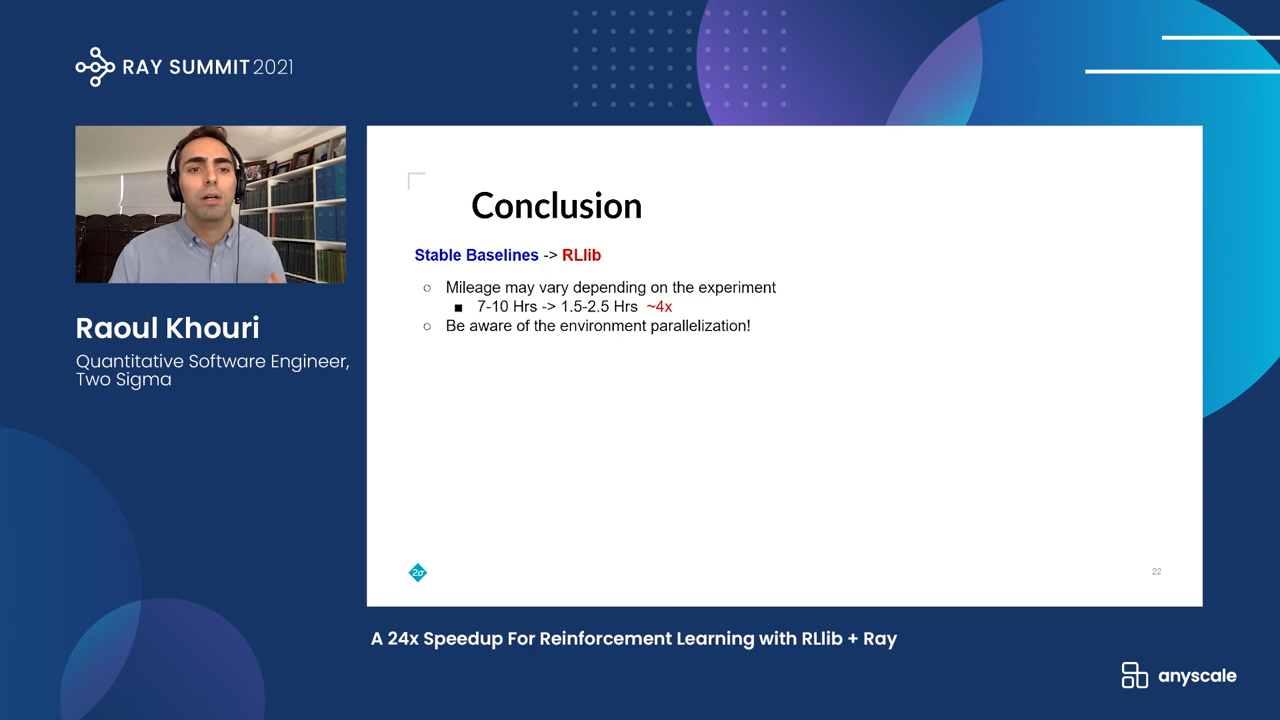 RAY SUMMIT 2021
Raoul Khouri
Quantitative Software Engineer,
Two Sigma
Conclusion
Stable Baselines -> RLlib
○ Mileage may vary depending on the experiment
■ 7-10 Hrs -> 1.5-2.5 Hrs ~4x
○ Be aware of the environment parallelization!
2σ
22
A 24x Speedup For Reinforcement Learning with RLlib + Ray
anyscale